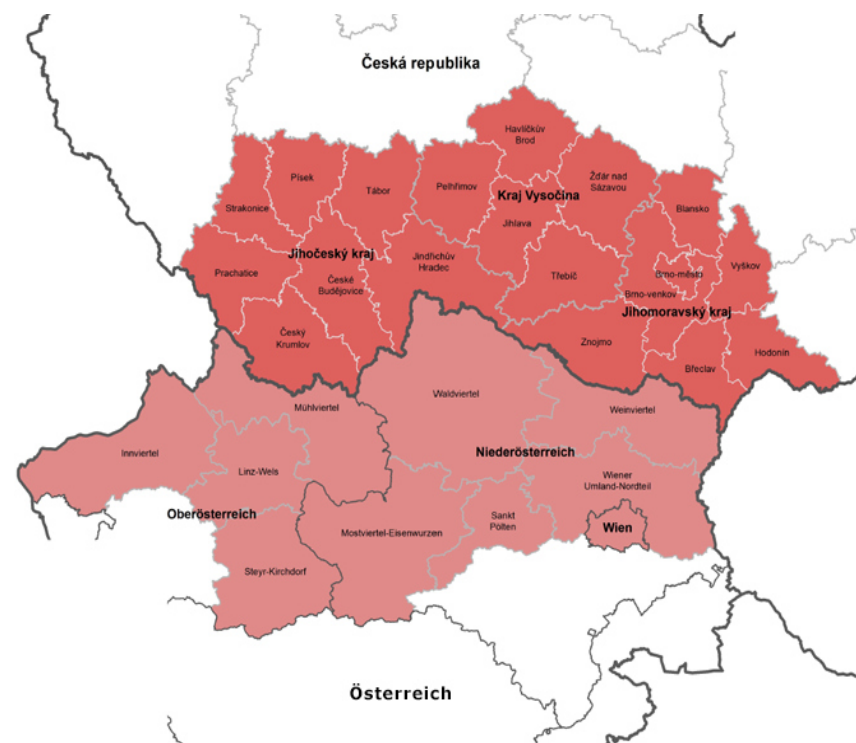 Česká republika
Havlíčkův
Brod
Písek
Tábor
Pelhřimov
Žďár nad
Sázavou
Kraj Vysočina
Strakonice
Blansko
Jihlava
Jihočeský kraj
Jindřichův
Hradec
Prachatice
České
Budějovice
Třebíč
Brno-město
Vyškov
Brno-venkov
Jihomoravský kraj
Český
Krumlov
Znojmo
Břeclav
Hodonín
Waldviertel
Mühlviertel
Weinviertel
Innviertel
Niederösterreich
Linz-Wels
Wiener
Umland-Nordteil
Oberösterreich
Sankt
Pölten
Wien
Mostviertel-Eisenwurzen
Steyr-Kirchdorf
Österreich